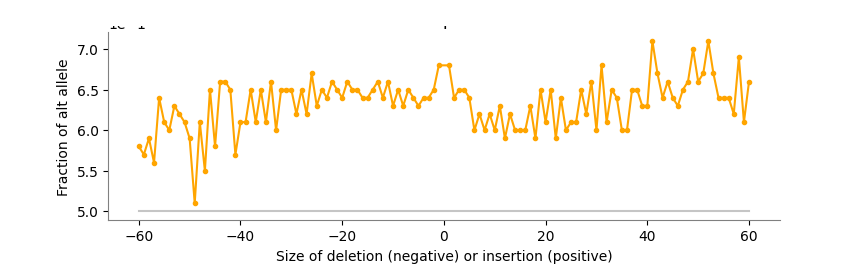 7.0
6.5
6.0
5.5
5.0
Fraction of alt allele
−60 −40 −20 0 20 40 60
Size of deletion (negative) or insertion (positive)